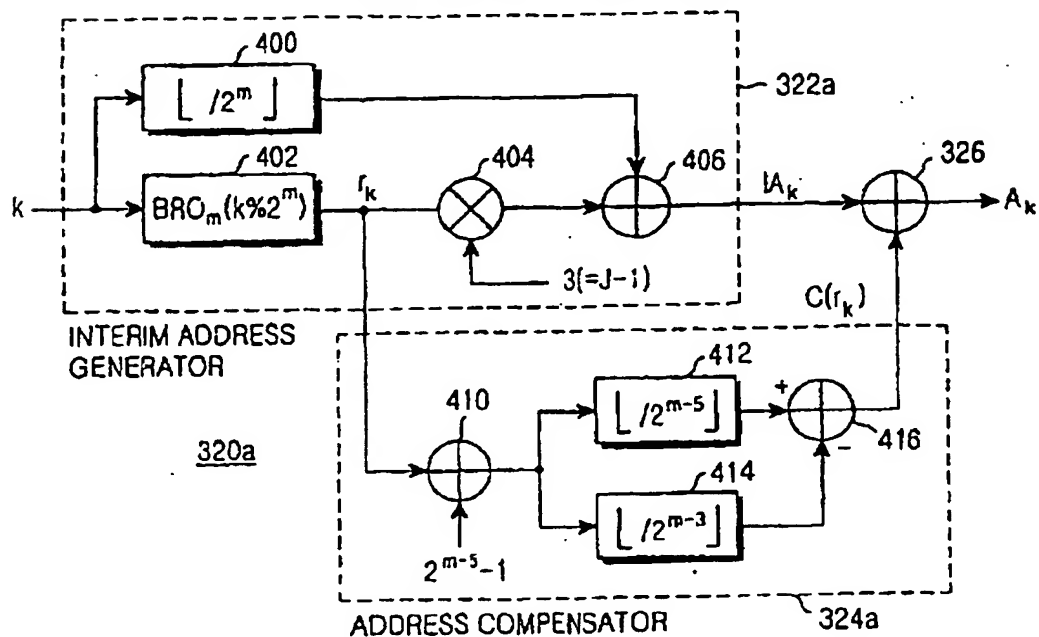 400
⌊ /2^m ⌋
322a
402
404
406
326
k
BRO_m(k%2^m)
r_k
IA_k
A_k
3(=J-1)
C(r_k)
INTERIM ADDRESS
GENERATOR
412
410
⌊ /2^{m-5} ⌋
+
416
320a
414
-
⌊ /2^{m-3} ⌋
2^{m-5}-1
324a
ADDRESS COMPENSATOR